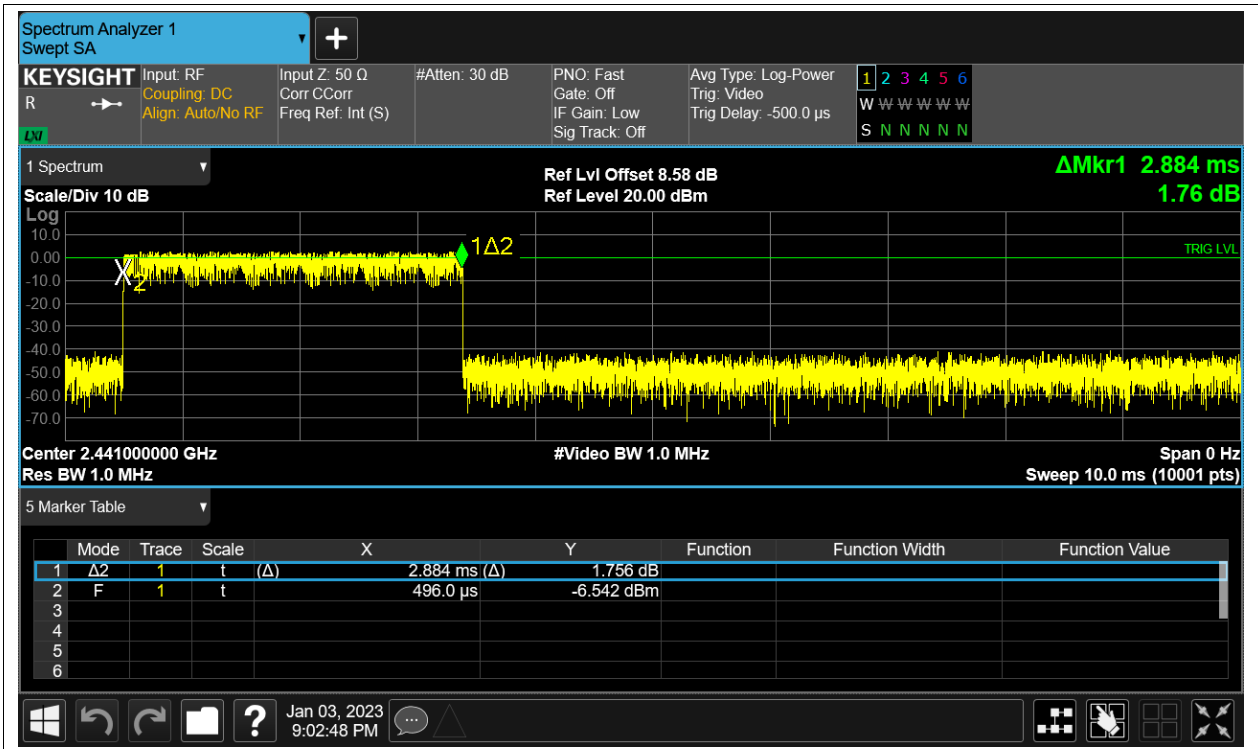 Spectrum Analyzer 1
Swept SA
KEYSIGHT
R
LXI
Input: RF
Coupling: DC
Align: Auto/No RF
Input Z: 50 Ω
Corr CCorr
Freq Ref: Int (S)
#Atten: 30 dB
PNO: Fast
Gate: Off
IF Gain: Low
Sig Track: Off
Avg Type: Log-Power
Trig: Video
Trig Delay: -500.0 µs
1 2 3 4 5 6
W W W W W W
S N N N N N
1 Spectrum
Scale/Div 10 dB
Ref Lvl Offset 8.58 dB
Ref Level 20.00 dBm
ΔMkr1 2.884 ms
1.76 dB
Log
10.0
0.00
-10.0
-20.0
-30.0
-40.0
-50.0
-60.0
-70.0
1Δ2
X2
TRIG LVL
Center 2.441000000 GHz
Res BW 1.0 MHz
#Video BW 1.0 MHz
Span 0 Hz
Sweep 10.0 ms (10001 pts)
5 Marker Table
Mode Trace Scale X Y Function Function Width Function Value
1 Δ2 1 t (Δ) 2.884 ms (Δ) 1.756 dB
2 F 1 t 496.0 µs -6.542 dBm
3
4
5
6
?
Jan 03, 2023
9:02:48 PM